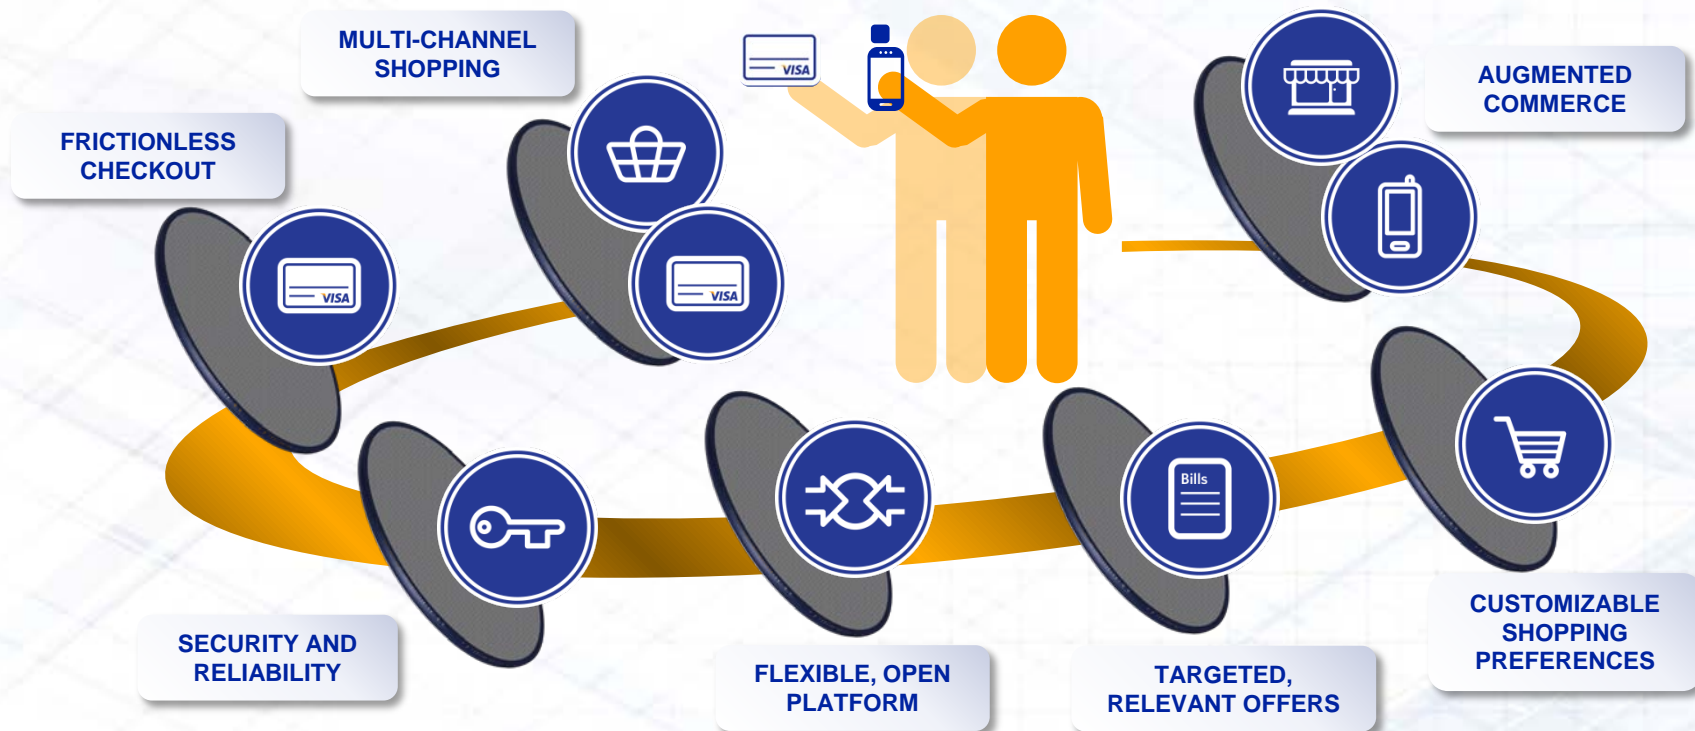 MULTI-CHANNEL
SHOPPING
VISA
AUGMENTED
COMMERCE
FRICTIONLESS
CHECKOUT
VISA
VISA
Bills
SECURITY AND
RELIABILITY
FLEXIBLE, OPEN
PLATFORM
TARGETED,
RELEVANT OFFERS
CUSTOMIZABLE
SHOPPING
PREFERENCES